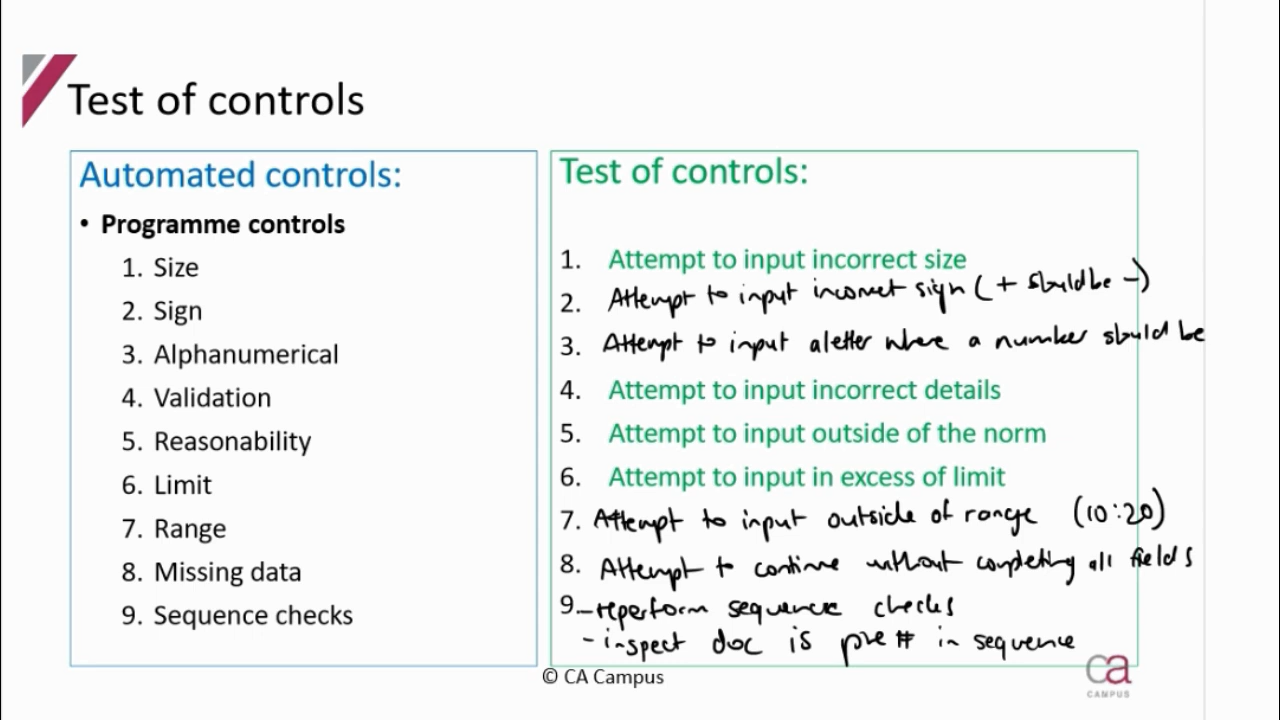 Test of controls
Automated controls:
• Programme controls
1. Size
2. Sign
3. Alphanumerical
4. Validation
5. Reasonability
6. Limit
7. Range
8. Missing data
9. Sequence checks
Test of controls:
1. Attempt to input incorrect size
2. Attempt to input incorrect sign (+ should be -)
3. Attempt to input a letter where a number should be
4. Attempt to input incorrect details
5. Attempt to input outside of the norm
6. Attempt to input in excess of limit
7. Attempt to input outside of range (10:20)
8. Attempt to continue without completing all fields
9. - reperform sequence checks
- inspect doc is pre # in sequence
© CA Campus
ca
CAMPUS